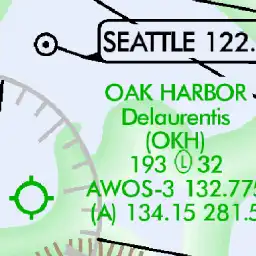 SEATTLE 122.
OAK HARBOR
Delaurentis
(OKH)
193 Ⓛ 32
AWOS-3 132.775
(A) 134.15 281.5